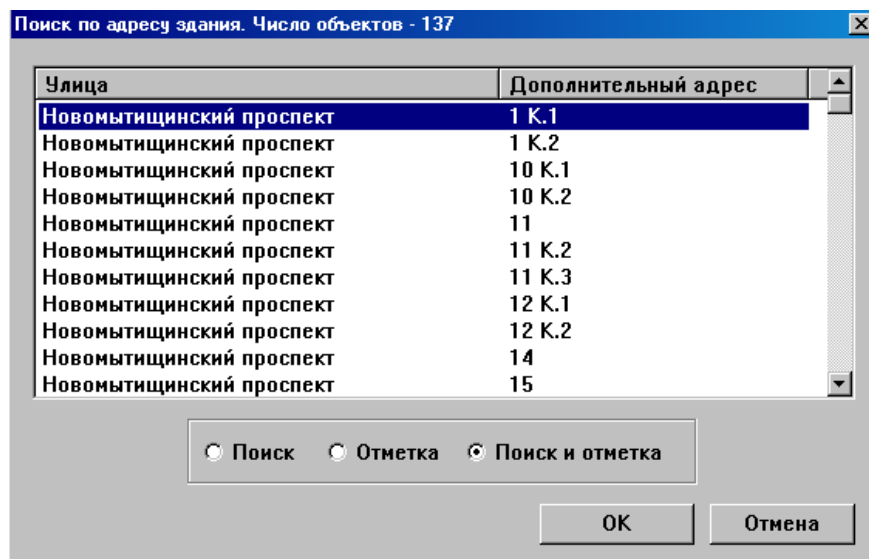 Поиск по адресу здания. Число объектов - 137
Улица Дополнительный адрес
Новомытищинский проспект 1 К.1
Новомытищинский проспект 1 К.2
Новомытищинский проспект 10 К.1
Новомытищинский проспект 10 К.2
Новомытищинский проспект 11
Новомытищинский проспект 11 К.2
Новомытищинский проспект 11 К.3
Новомытищинский проспект 12 К.1
Новомытищинский проспект 12 К.2
Новомытищинский проспект 14
Новомытищинский проспект 15
Поиск Отметка Поиск и отметка
ОК Отмена